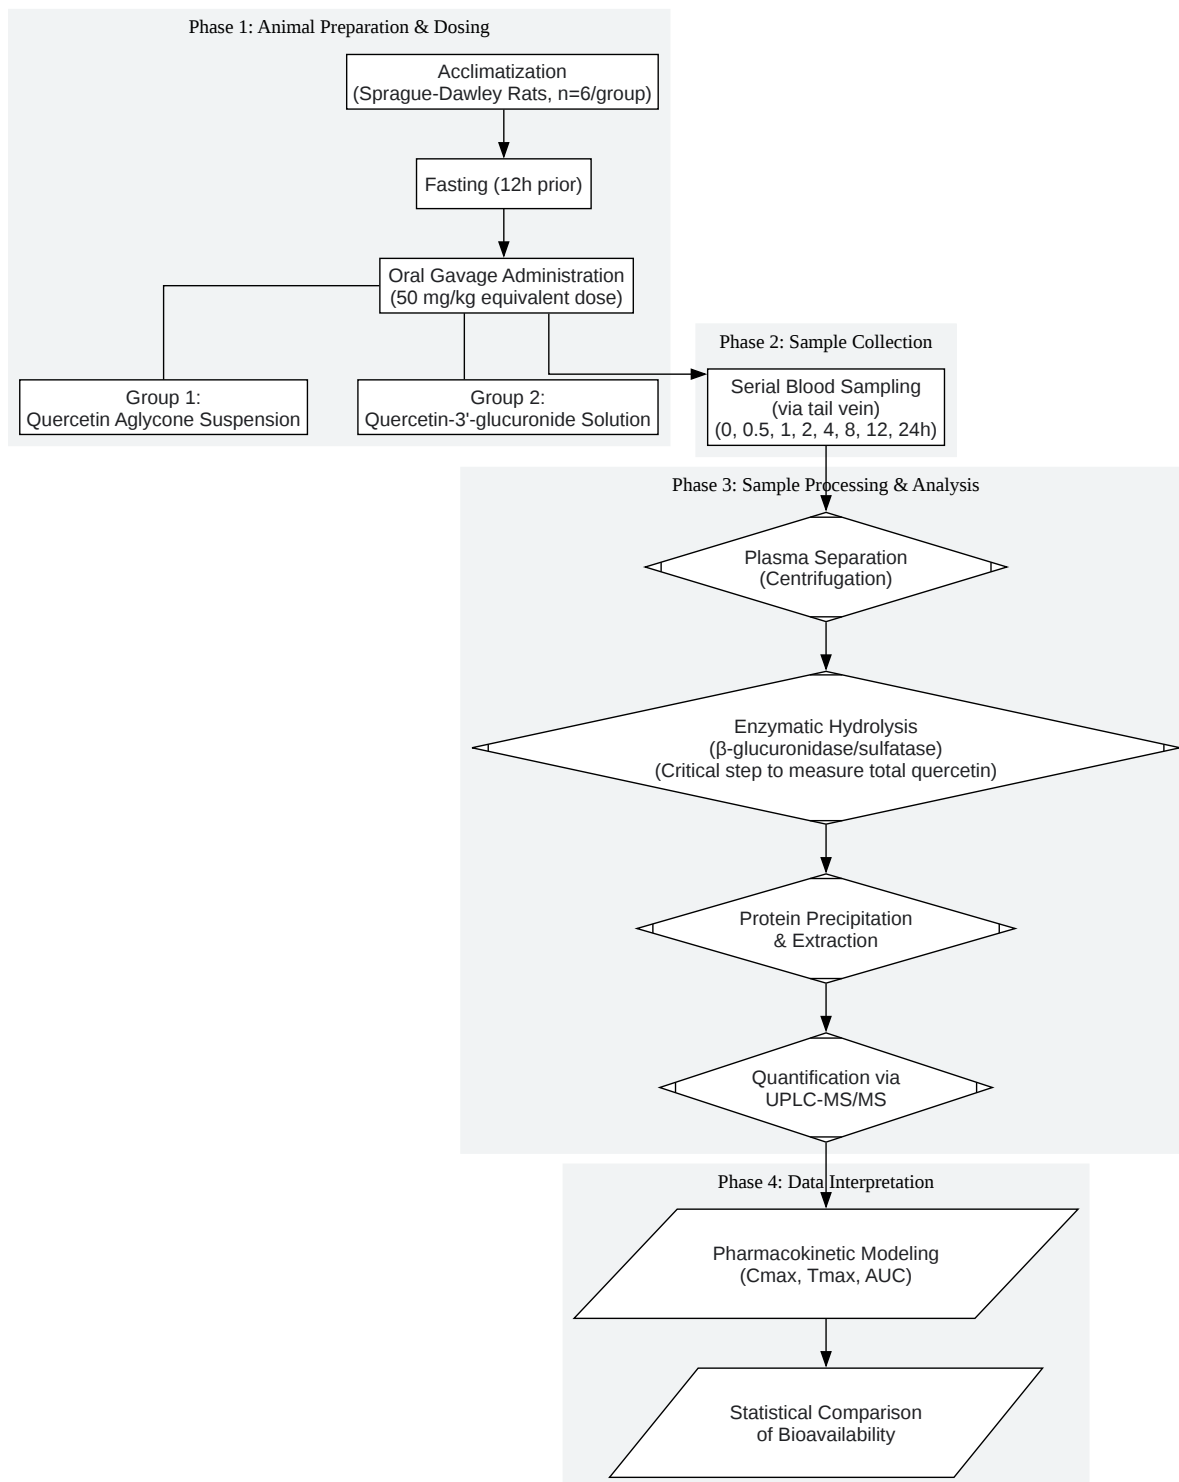 Phase 1: Animal Preparation & Dosing
Acclimatization
(Sprague-Dawley Rats, n=6/group)
Fasting (12h prior)
Oral Gavage Administration
(50 mg/kg equivalent dose)
Group 1:
Quercetin Aglycone Suspension
Group 2:
Quercetin-3'-glucuronide Solution
Phase 2: Sample Collection
Serial Blood Sampling
(via tail vein)
(0, 0.5, 1, 2, 4, 8, 12, 24h)
Phase 3: Sample Processing & Analysis
Plasma Separation
(Centrifugation)
Enzymatic Hydrolysis
(β-glucuronidase/sulfatase)
(Critical step to measure total quercetin)
Protein Precipitation
& Extraction
Quantification via
UPLC-MS/MS
Phase 4: Data Interpretation
Pharmacokinetic Modeling
(Cmax, Tmax, AUC)
Statistical Comparison
of Bioavailability